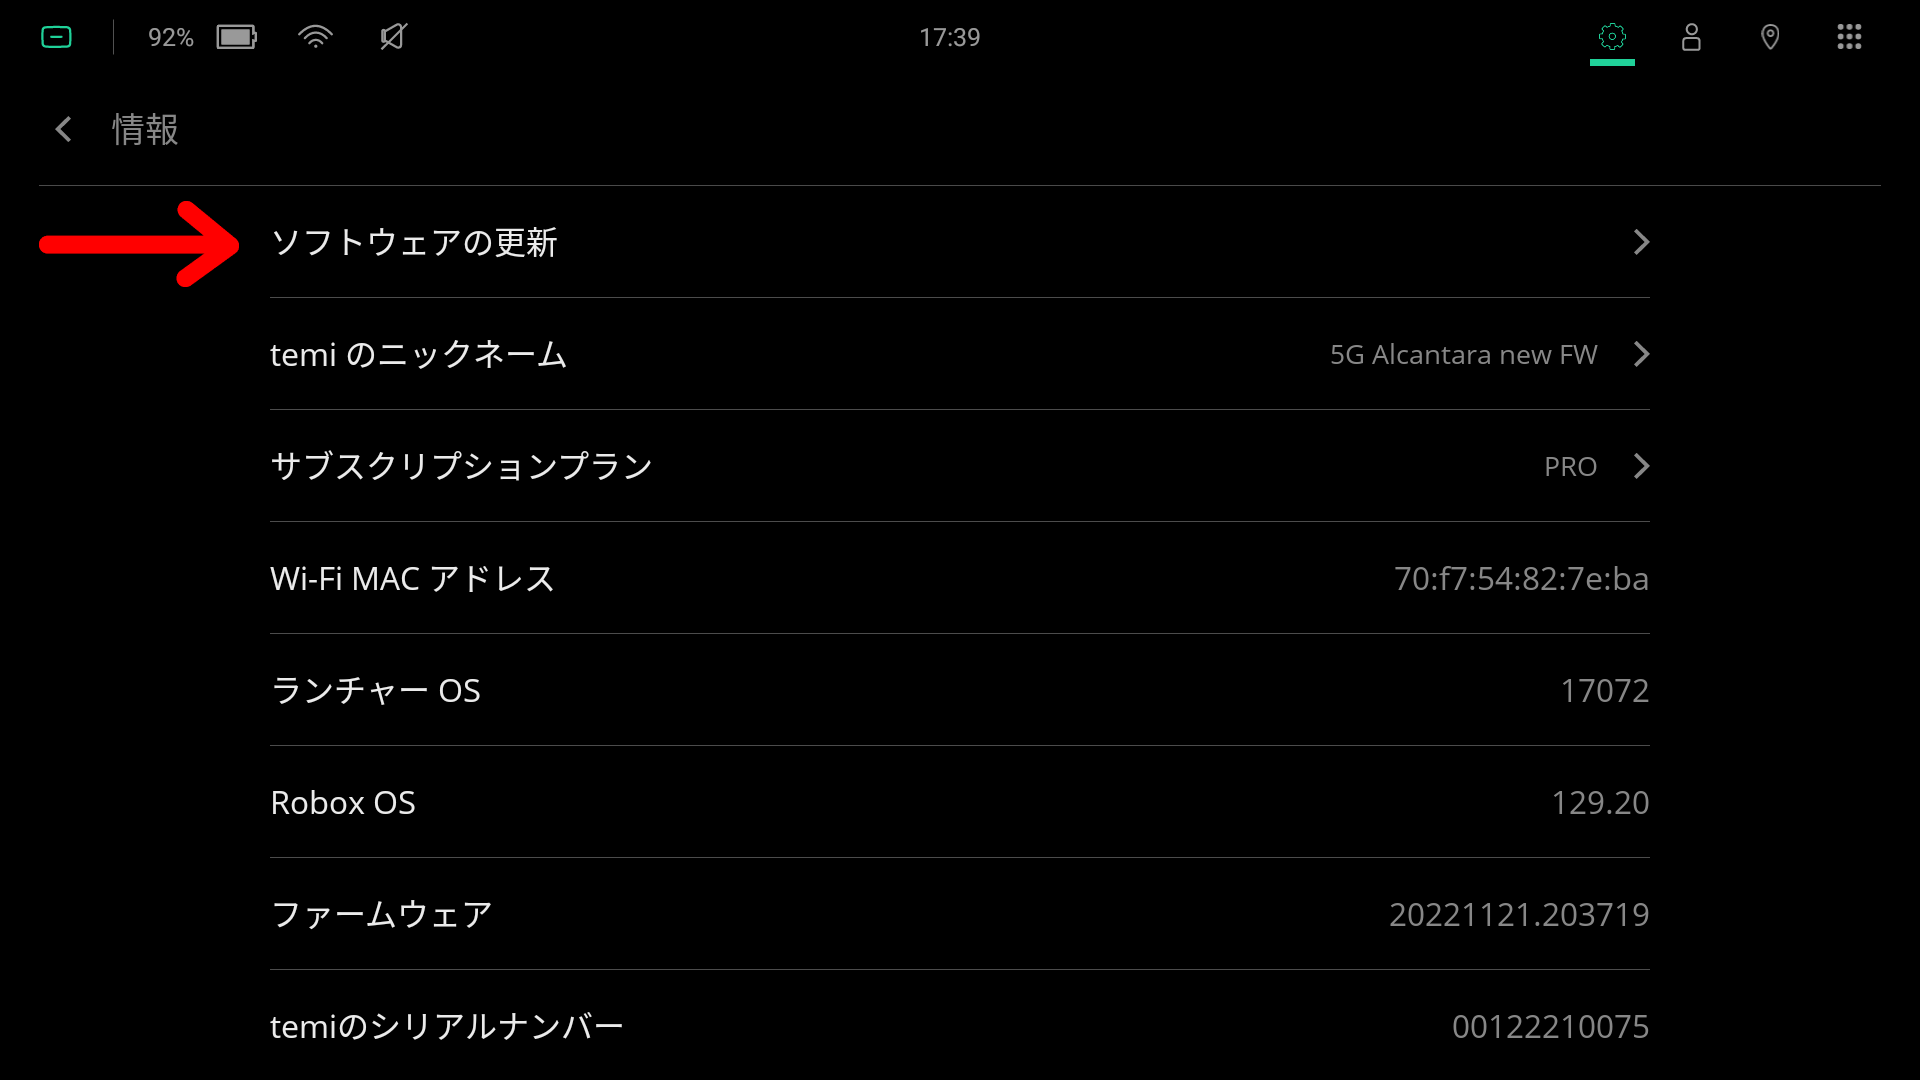 92%
17:39
情報
ソフトウェアの更新
temi のニックネーム 5G Alcantara new FW
サブスクリプションプラン PRO
Wi-Fi MAC アドレス 70:f7:54:82:7e:ba
ランチャー OS 17072
Robox OS 129.20
ファームウェア 20221121.203719
temiのシリアルナンバー 00122210075